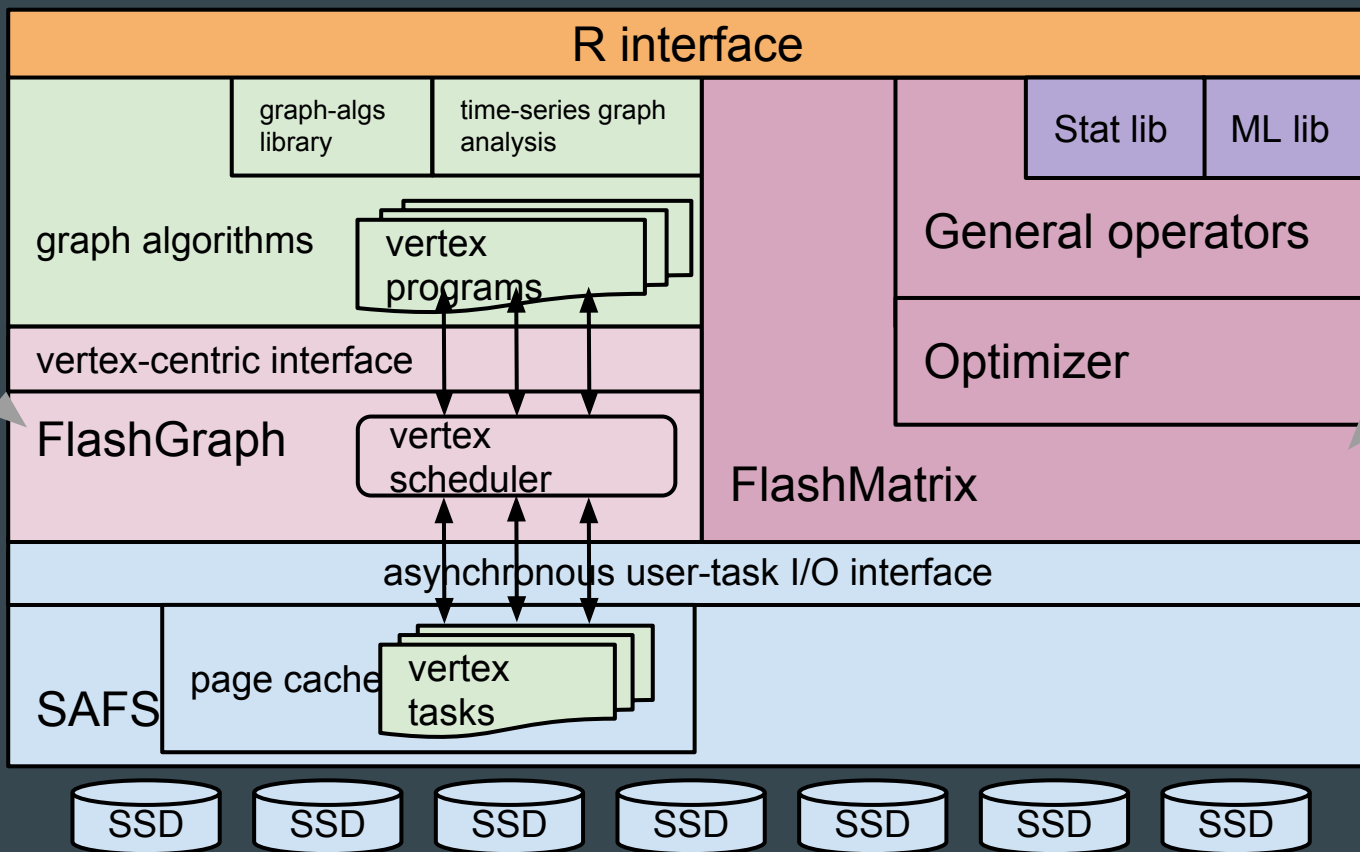 R interface
graph-algs
library
time-series graph
analysis
Stat lib
ML lib
graph algorithms
vertex
programs
General operators
vertex-centric interface
Optimizer
FlashGraph
vertex
scheduler
FlashMatrix
asynchronous user-task I/O interface
SAFS
page cache
vertex
tasks
SSD
SSD
SSD
SSD
SSD
SSD
SSD